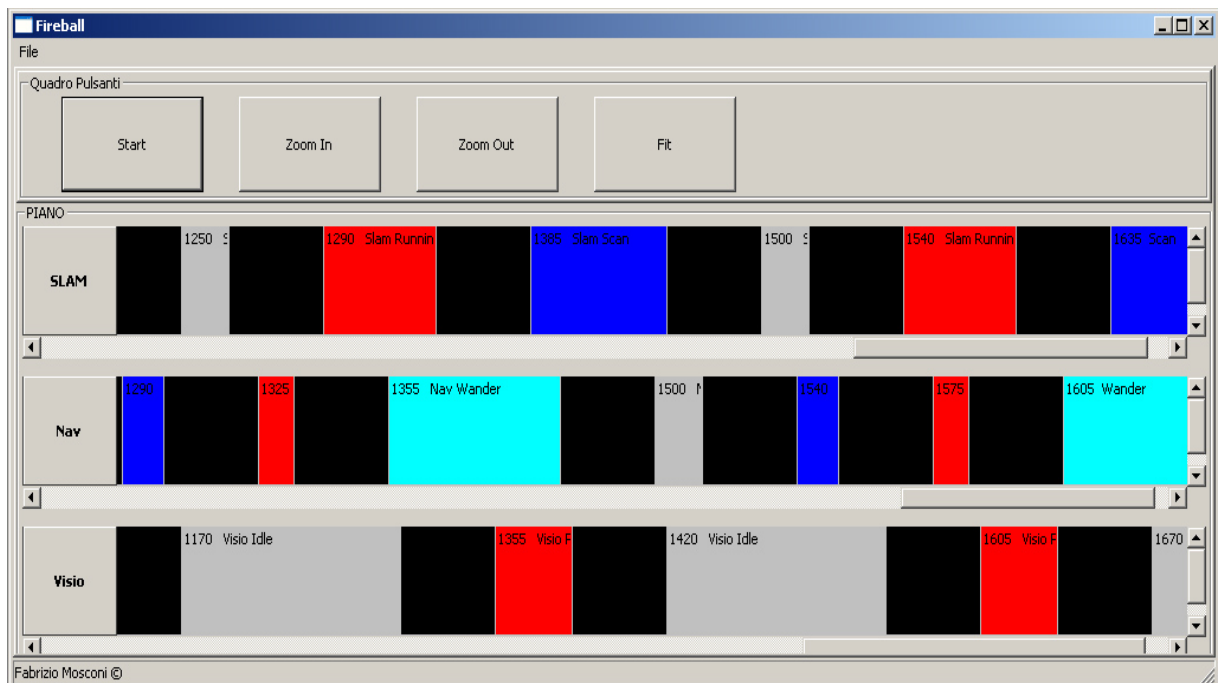 Fireball
File
Quadro Pulsanti
Start Zoom In Zoom Out Fit
PIANO
SLAM
1250 1290 Slam Runnin 1385 Slam Scan 1500 1540 Slam Runnin 1635 Scan
Nav
1290 1325 1355 Nav Wander 1500 1540 1575 1605 Wander
Visio
1170 Visio Idle 1355 Visio 1420 Visio Idle 1605 Visio 1670
Fabrizio Mosconi ©